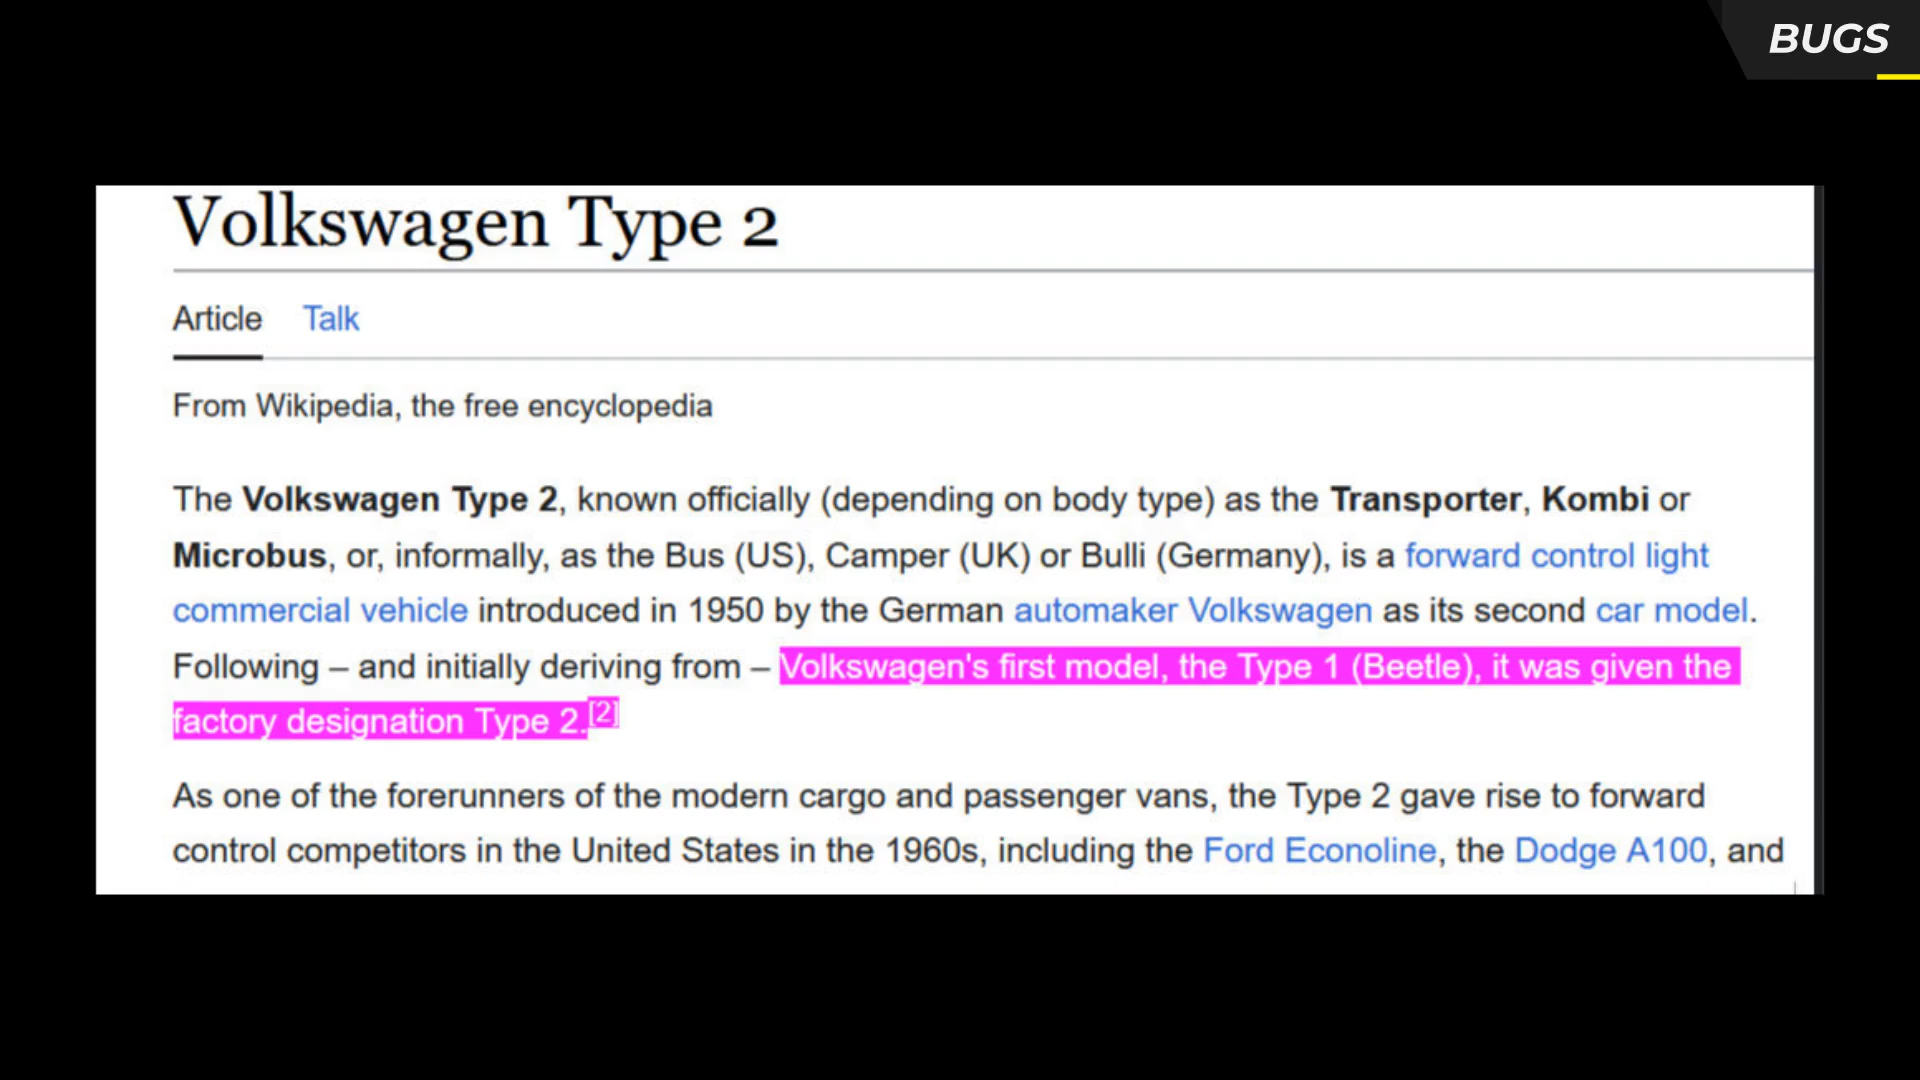 BUGS
Volkswagen Type 2
Article Talk
From Wikipedia, the free encyclopedia
The Volkswagen Type 2, known officially (depending on body type) as the Transporter, Kombi or
Microbus, or, informally, as the Bus (US), Camper (UK) or Bulli (Germany), is a forward control light
commercial vehicle introduced in 1950 by the German automaker Volkswagen as its second car model.
Following – and initially deriving from – Volkswagen's first model, the Type 1 (Beetle), it was given the
factory designation Type 2.[2]
As one of the forerunners of the modern cargo and passenger vans, the Type 2 gave rise to forward
control competitors in the United States in the 1960s, including the Ford Econoline, the Dodge A100, and